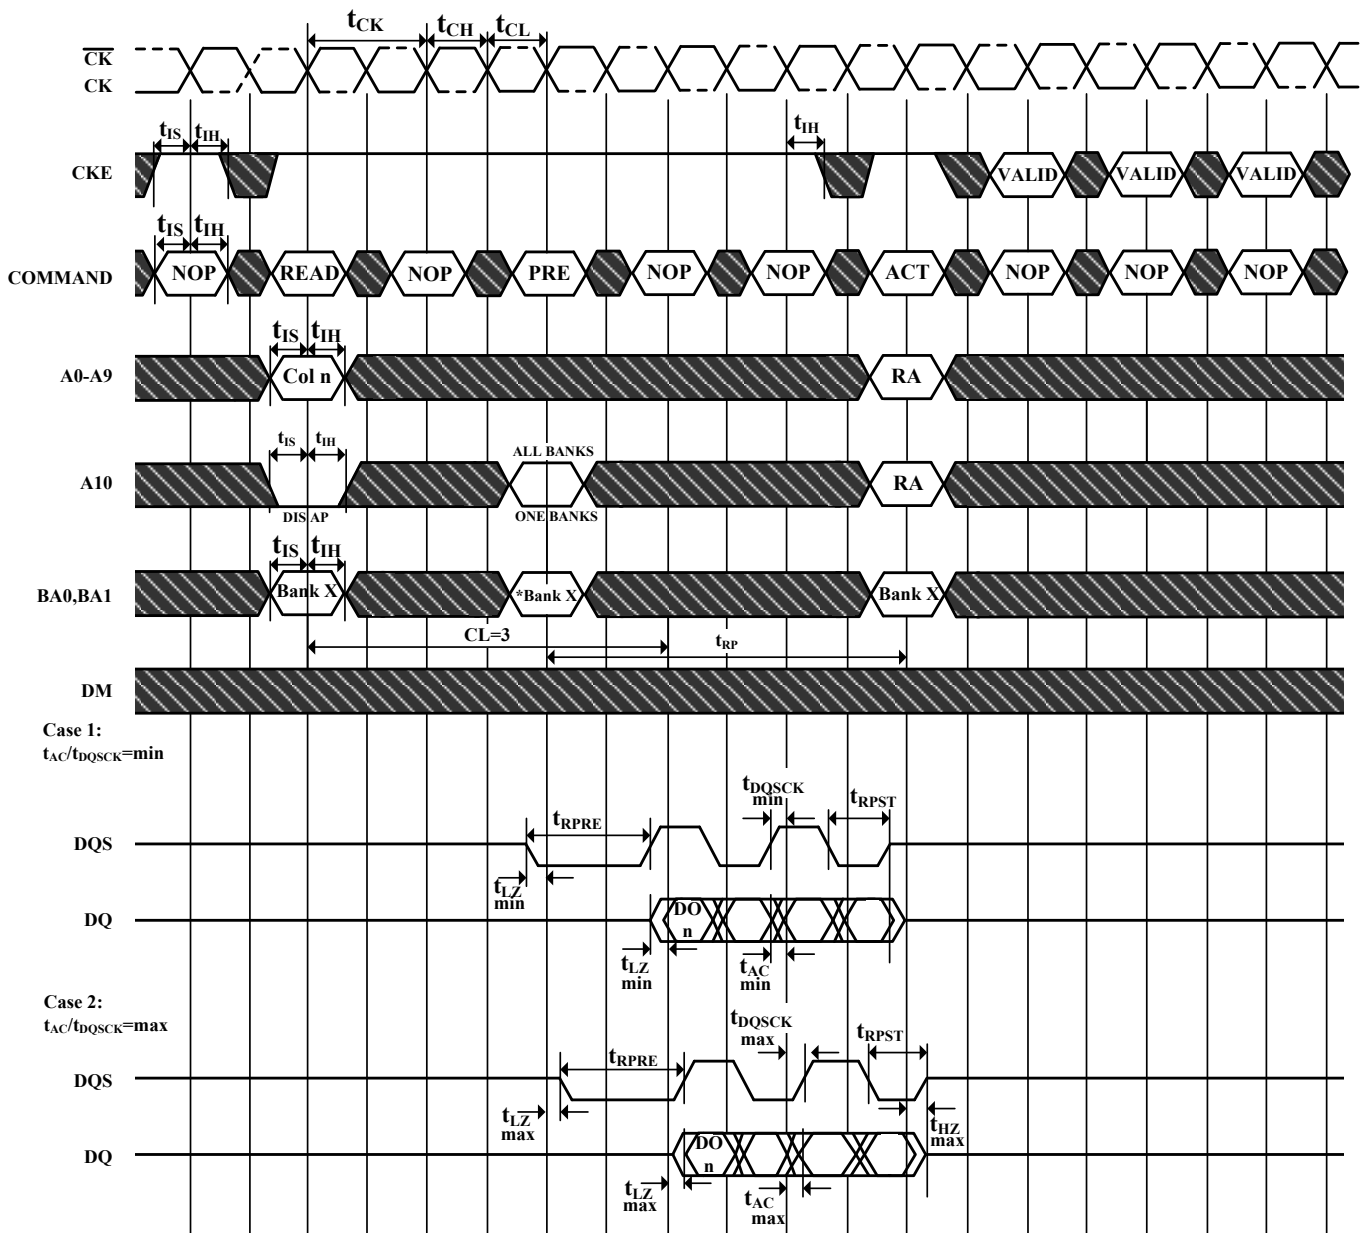 tCK tCH tCL
CK
CK
tIS tIH tIH
CKE VALID VALID VALID
tIS tIH
COMMAND NOP READ NOP PRE NOP NOP ACT NOP NOP NOP
tIS tIH
A0-A9 Col n RA
tIS tIH ALL BANKS
A10 RA
DIS AP ONE BANKS
tIS tIH
BA0,BA1 Bank X *Bank X Bank X
CL=3 tRP
DM
Case 1:
tAC/tDQSCK=min
tDQSCK
min
tRPST
tRPRE
DQS
tLZ
min
DQ DO
n
tLZ
min
tAC
min
Case 2:
tAC/tDQSCK=max
tDQSCK
max
tRPST
tRPRE
DQS
tLZ
max
tHZ
max
DQ DO
n
tLZ
max
tAC
max